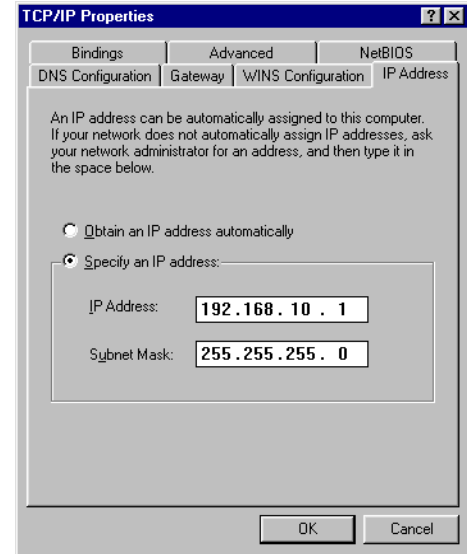 TCP/IP Properties
Bindings Advanced NetBIOS
DNS Configuration Gateway WINS Configuration IP Address
An IP address can be automatically assigned to this computer.
If your network does not automatically assign IP addresses, ask
your network administrator for an address, and then type it in
the space below.
Obtain an IP address automatically
Specify an IP address:
IP Address: 192.168. 10 . 1
Subnet Mask: 255.255.255. 0
OK Cancel